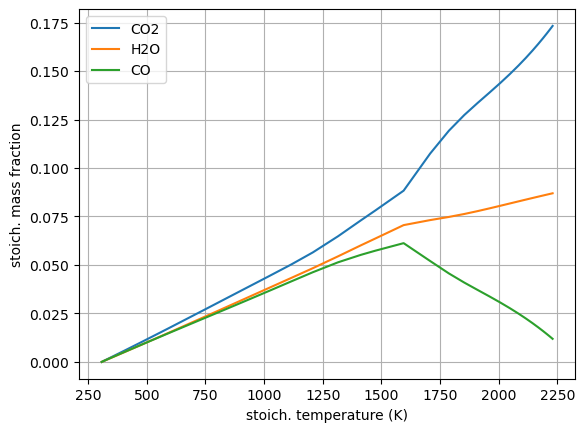 CO2
H2O
CO
0.175
0.150
0.125
0.100
0.075
0.050
0.025
0.000
stoich. mass fraction
250 500 750 1000 1250 1500 1750 2000 2250
stoich. temperature (K)